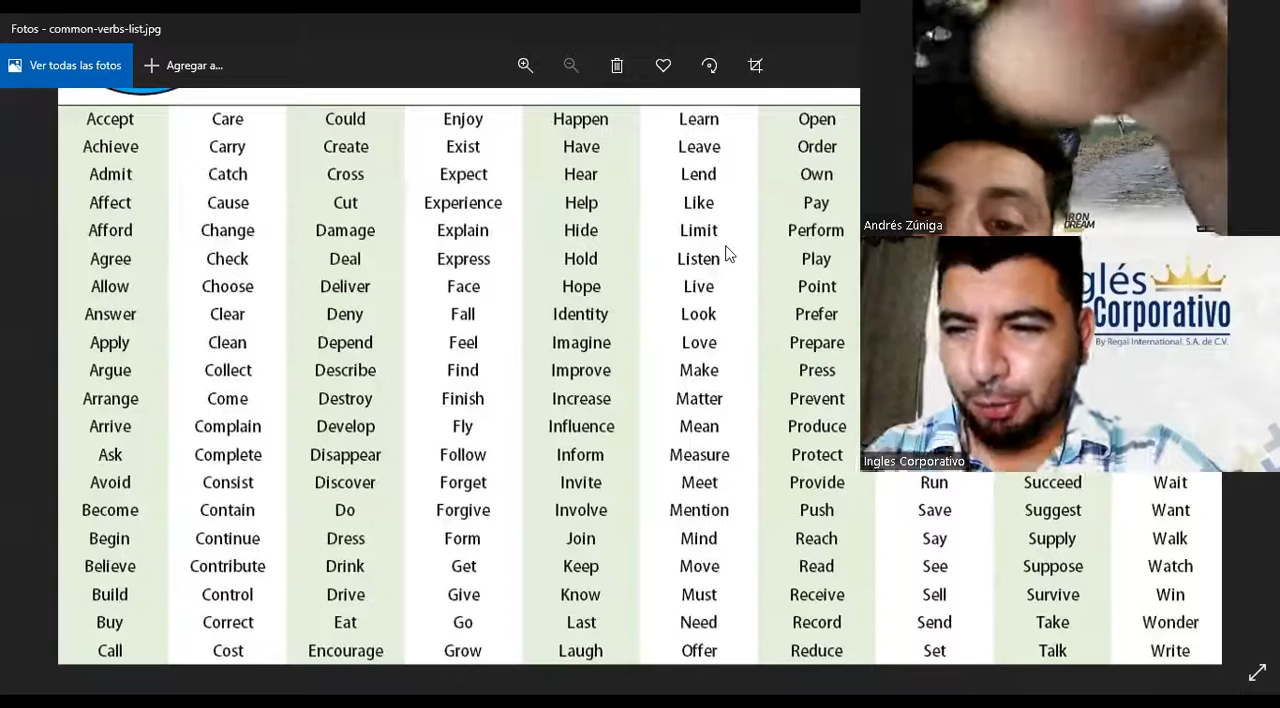 Fotos - common-verbs-list.jpg
Ver todas las fotos
Agregar a...
Accept Care Could Enjoy Happen Learn Open
Achieve Carry Create Exist Have Leave Order
Admit Catch Cross Expect Hear Lend Own
Affect Cause Cut Experience Help Like Pay
Afford Change Damage Explain Hide Limit Perform
Agree Check Deal Express Hold Listen Play
Allow Choose Deliver Face Hope Live Point
Answer Clear Deny Fall Identity Look Prefer
Apply Clean Depend Feel Imagine Love Prepare
Argue Collect Describe Find Improve Make Press
Arrange Come Destroy Finish Increase Matter Prevent
Arrive Complain Develop Fly Influence Mean Produce
Ask Complete Disappear Follow Inform Measure Protect
Avoid Consist Discover Forget Invite Meet Provide Run Succeed Wait
Become Contain Do Forgive Involve Mention Push Save Suggest Want
Begin Continue Dress Form Join Mind Reach Say Supply Walk
Believe Contribute Drink Get Keep Move Read See Suppose Watch
Build Control Drive Give Know Must Receive Sell Survive Win
Buy Correct Eat Go Last Need Record Send Take Wonder
Call Cost Encourage Grow Laugh Offer Reduce Set Talk Write
IRON
DREAM
Andrés Zúniga
glés
Corporativo
By Regal International, S.A. de C.V.
Ingles Corporativo